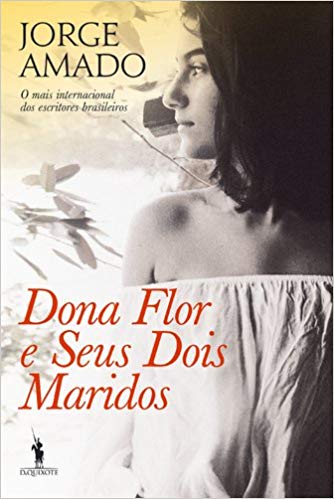 JORGE
AMADO
O mais internacional
dos escritores brasileiros
Dona Flor
e Seus Dois
Maridos
D.QUIXOTE